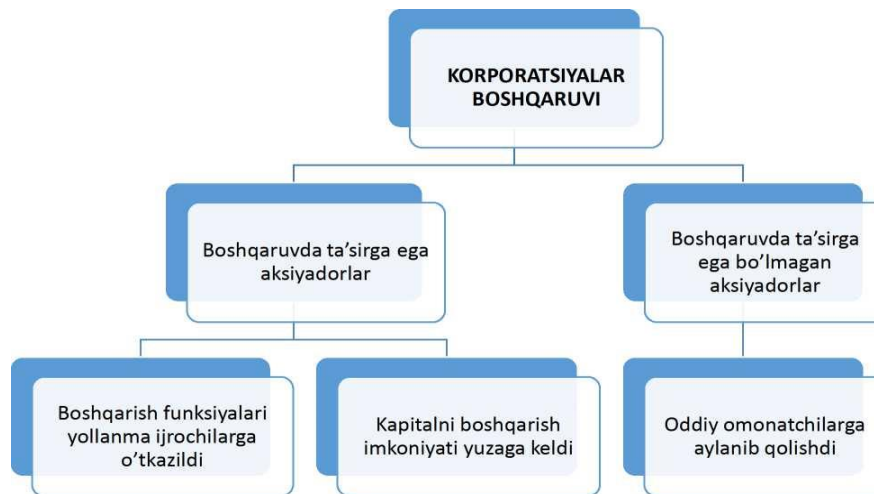 KORPORATSIYALAR
BOSHQARUVI
Boshqaruvda ta’sirga ega
aksiyadorlar
Boshqaruvda ta’sirga
ega bo’lmagan
aksiyadorlar
Boshqarish funksiyalari
yollanma ijrochilarga
o’tkazildi
Kapitalni boshqarish
imkoniyati yuzaga keldi
Oddiy omonatchilarga
aylanib qolishdi